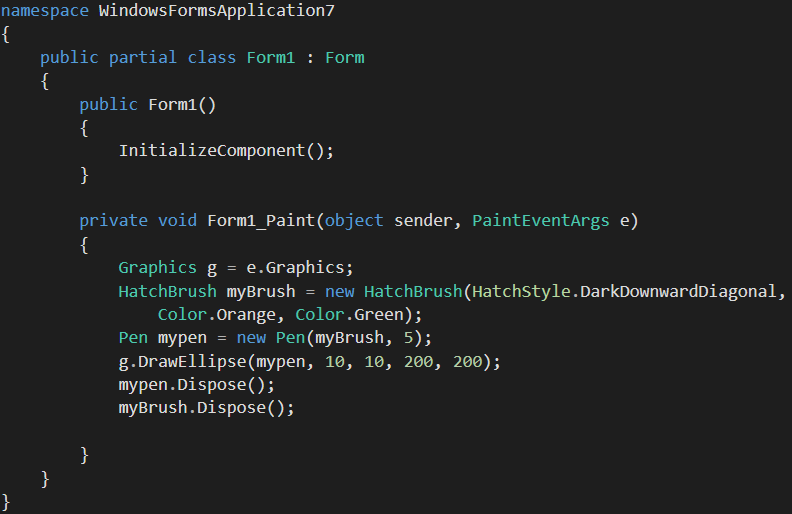 namespace WindowsFormsApplication7
{
    public partial class Form1 : Form
    {
        public Form1()
        {
            InitializeComponent();
        }

        private void Form1_Paint(object sender, PaintEventArgs e)
        {
            Graphics g = e.Graphics;
            HatchBrush myBrush = new HatchBrush(HatchStyle.DarkDownwardDiagonal,
                Color.Orange, Color.Green);
            Pen mypen = new Pen(myBrush, 5);
            g.DrawEllipse(mypen, 10, 10, 200, 200);
            mypen.Dispose();
            myBrush.Dispose();

        }
    }
}